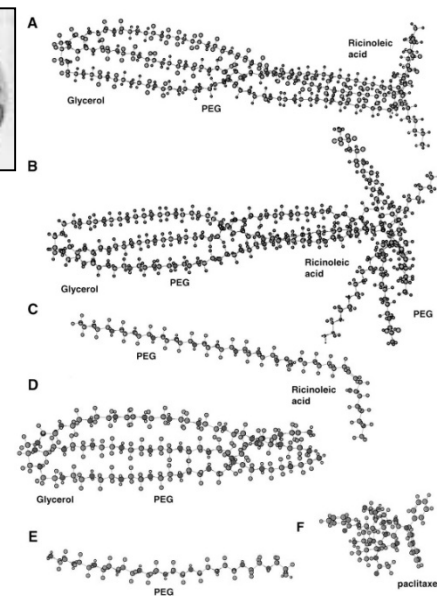 A
Ricinoleic
acid
Glycerol
PEG
B
Ricinoleic
acid
Glycerol
PEG
PEG
C
PEG
Ricinoleic
acid
D
Glycerol
PEG
E
PEG
F
paclitaxe